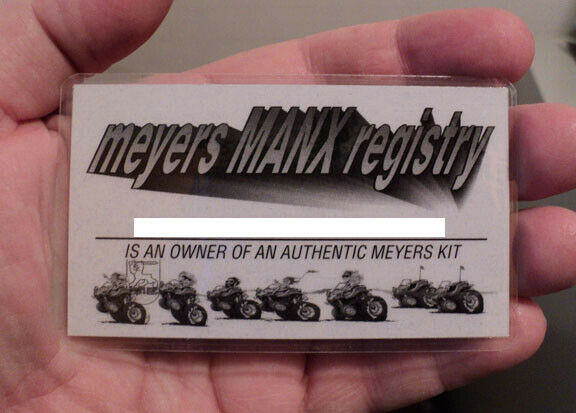 meyers MANX registry
IS AN OWNER OF AN AUTHENTIC MEYERS KIT